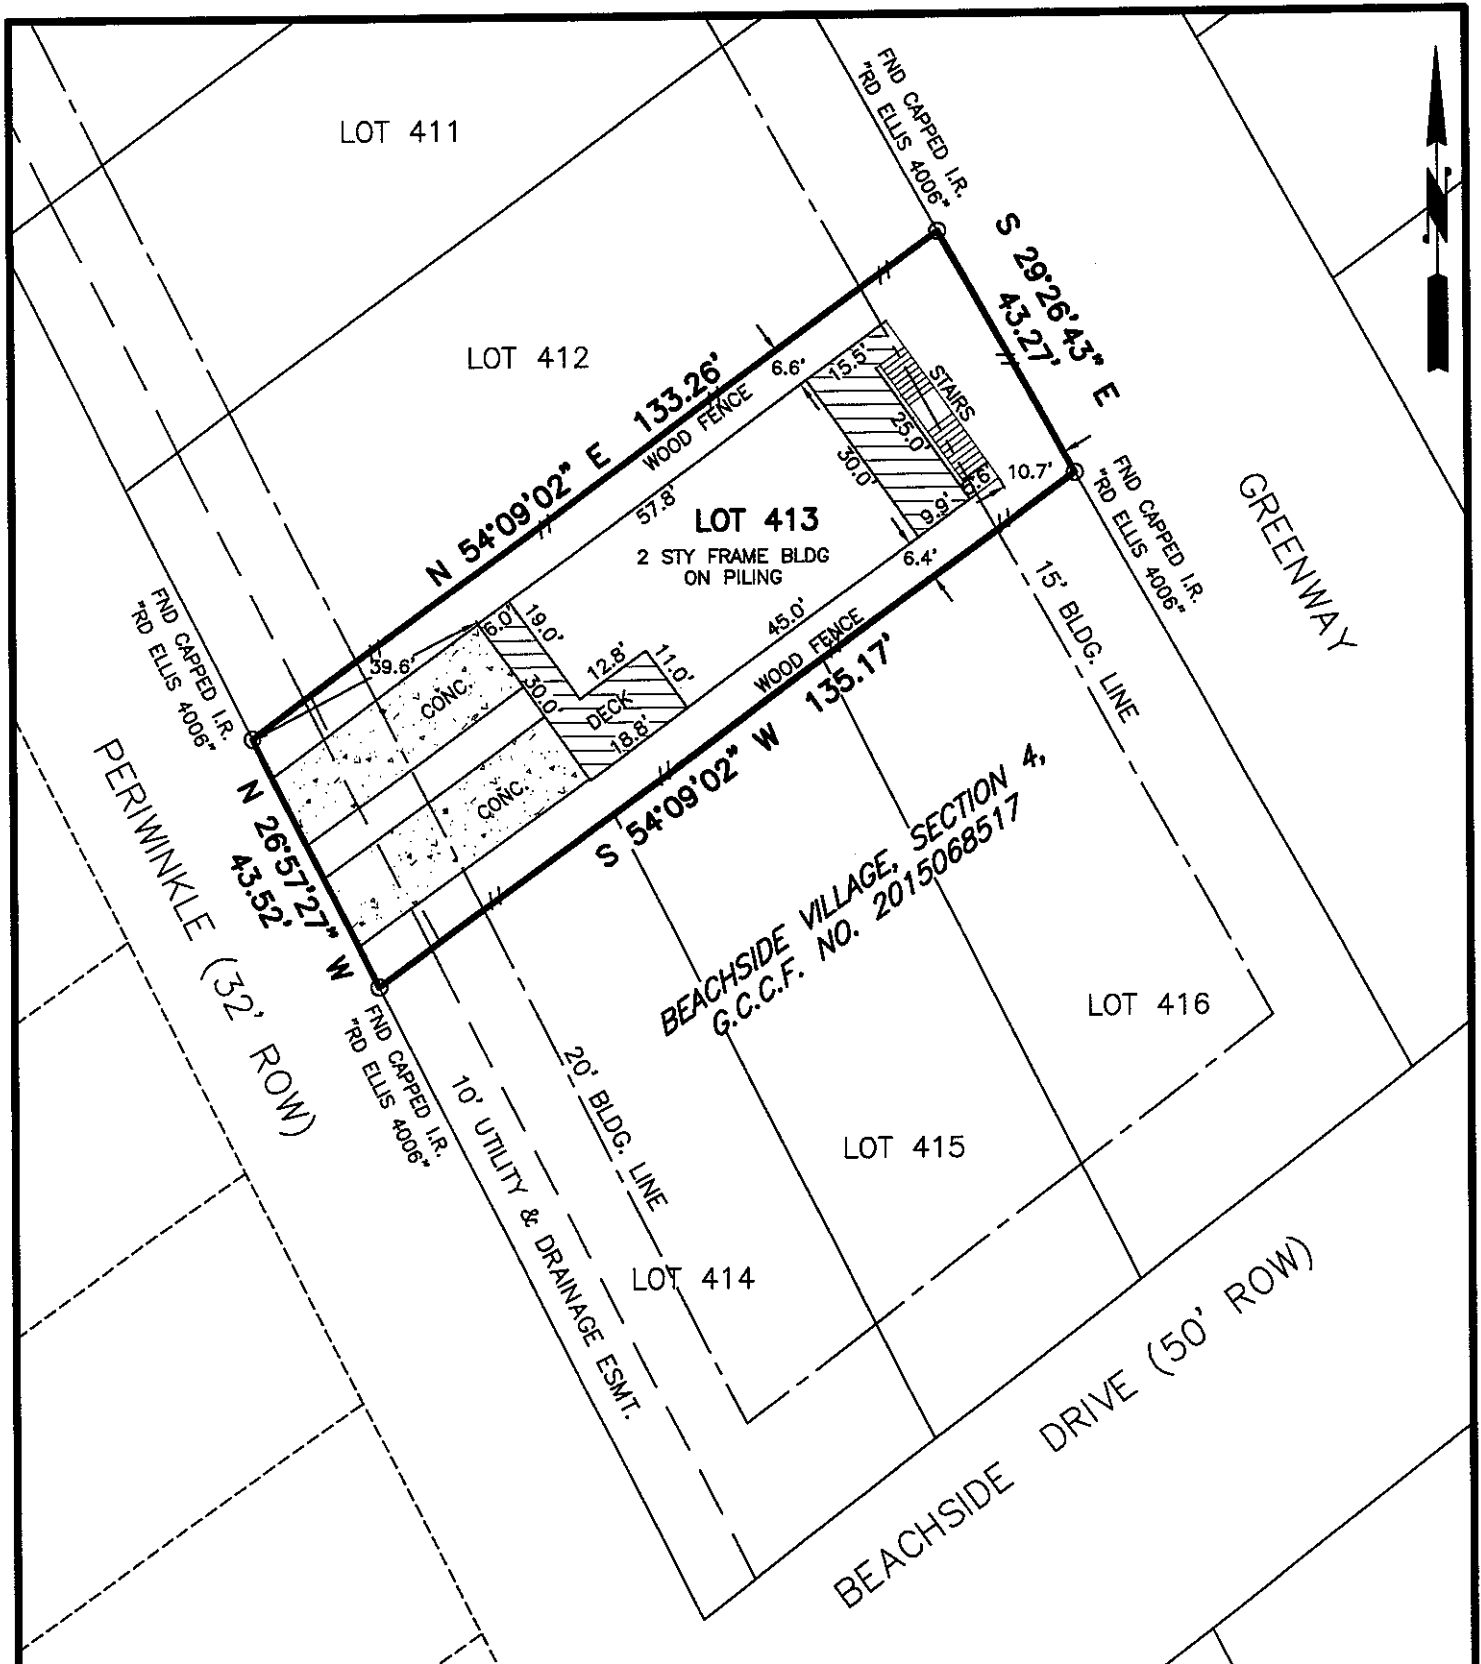 LOT 411
FND CAPPED I.R.
"RD ELLIS 4006"
N
S 29°26'43" E
43.27'
LOT 412
N 54°09'02" E 133.26'
WOOD FENCE
6.6'
15.5'
STAIRS
25.0'
30.0'
10.7'
9.9'
6.4'
57.8'
LOT 413
2 STY FRAME BLDG
ON PILING
FND CAPPED I.R.
"RD ELLIS 4006"
GREENWAY
15' BLDG. LINE
FND CAPPED I.R.
"RD ELLIS 4006"
39.6'
6.0'
19.0'
12.8'
11.0'
45.0'
WOOD FENCE
CONC.
30.0'
DECK
18.8'
CONC.
S 54°09'02" W 135.17'
N 26°57'27" W
43.52'
PERIWINKLE (32' ROW)
BEACHSIDE VILLAGE, SECTION 4,
G.C.C.F. NO. 2015068517
FND CAPPED I.R.
"RD ELLIS 4006"
10' UTILITY & DRAINAGE ESMT.
20' BLDG. LINE
LOT 416
LOT 415
LOT 414
BEACHSIDE DRIVE (50' ROW)